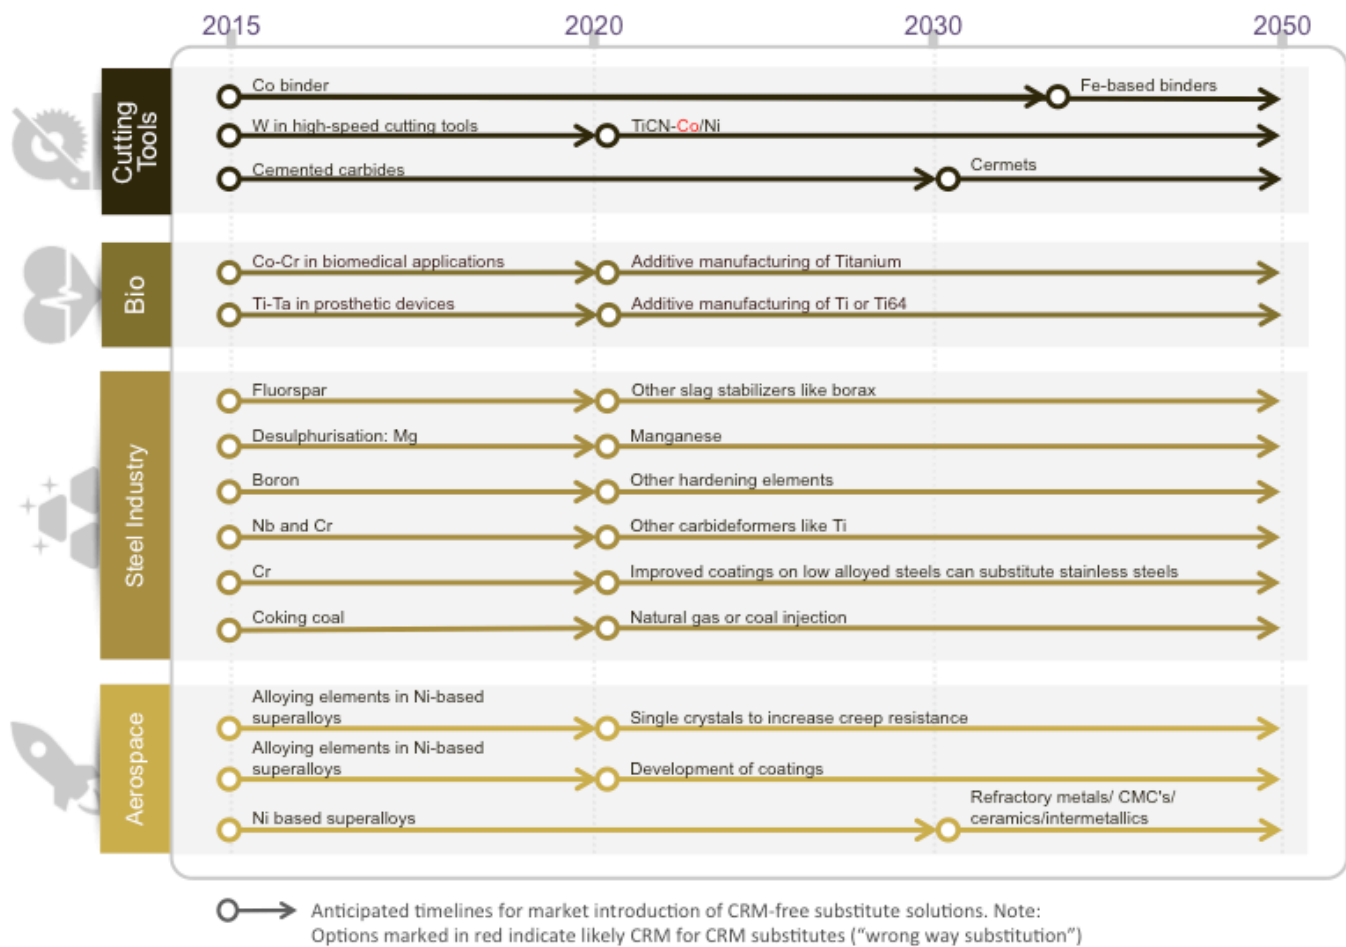 2015 2020 2030 2050
Cutting
Tools
Co binder
Fe-based binders
W in high-speed cutting tools
TiCN-Co/Ni
Cemented carbides
Cermets
Bio
Co-Cr in biomedical applications
Additive manufacturing of Titanium
Ti-Ta in prosthetic devices
Additive manufacturing of Ti or Ti64
Steel Industry
Fluorspar
Other slag stabilizers like borax
Desulphurisation: Mg
Manganese
Boron
Other hardening elements
Nb and Cr
Other carbideformers like Ti
Cr
Improved coatings on low alloyed steels can substitute stainless steels
Coking coal
Natural gas or coal injection
Aerospace
Alloying elements in Ni-based
superalloys
Single crystals to increase creep resistance
Alloying elements in Ni-based
superalloys
Development of coatings
Ni based superalloys
Refractory metals/ CMC's/
ceramics/intermetallics
Anticipated timelines for market introduction of CRM-free substitute solutions. Note:
Options marked in red indicate likely CRM for CRM substitutes (“wrong way substitution”)